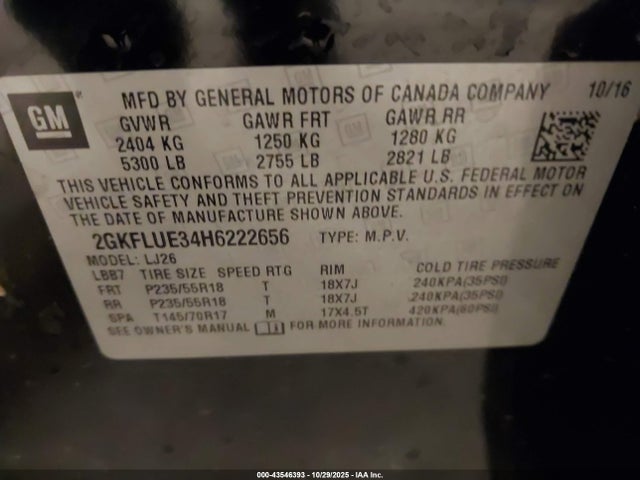 GM
MFD BY GENERAL MOTORS OF CANADA COMPANY 10/16
GVWR GAWR FRT GAWR RR
2404 KG 1250 KG 1280 KG
5300 LB 2755 LB 2821 LB
THIS VEHICLE CONFORMS TO ALL APPLICABLE U.S. FEDERAL MOTOR
VEHICLE SAFETY AND THEFT PREVENTION STANDARDS IN EFFECT ON
THE DATE OF MANUFACTURE SHOWN ABOVE.
2GKFLUE34H6222656 TYPE: M.P.V.
MODEL: LJ26
LBB7 TIRE SIZE SPEED RTG RIM COLD TIRE PRESSURE
FRT P235/55R18 T 18X7J 240KPA(35PSI)
RR P235/55R18 T 18X7J 240KPA(35PSI)
SPA T145/70R17 M 17X4.5T 420KPA(60PSI)
SEE OWNER'S MANUAL FOR MORE INFORMATION.
000-43546393 - 10/29/2025 - IAA Inc.